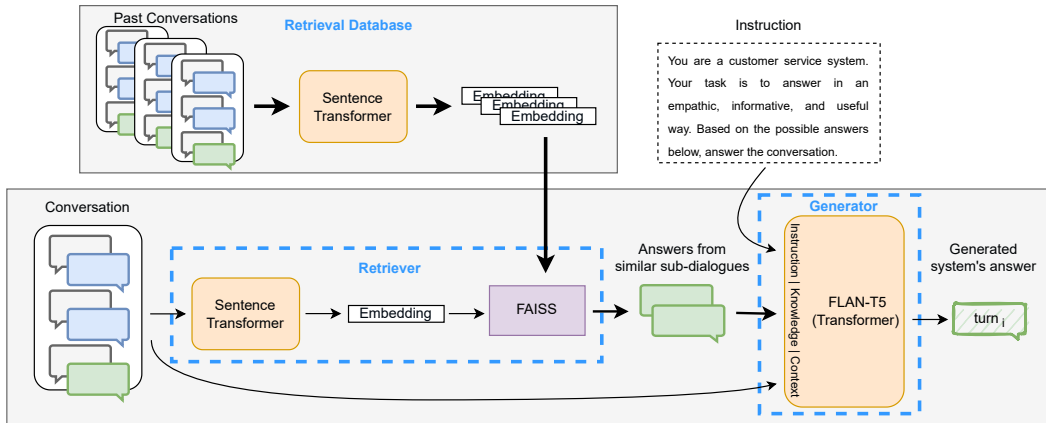 Past Conversations
Retrieval Database
Sentence
Transformer
Embedding
Embedding
Embedding
Instruction
You are a customer service system.
Your task is to answer in an
empathic, informative, and useful
way. Based on the possible answers
below, answer the conversation.
Conversation
Retriever
Sentence
Transformer
Embedding
FAISS
Answers from
similar sub-dialogues
Generator
Instruction | Knowledge | Context
FLAN-T5
(Transformer)
Generated
system's answer
turn i